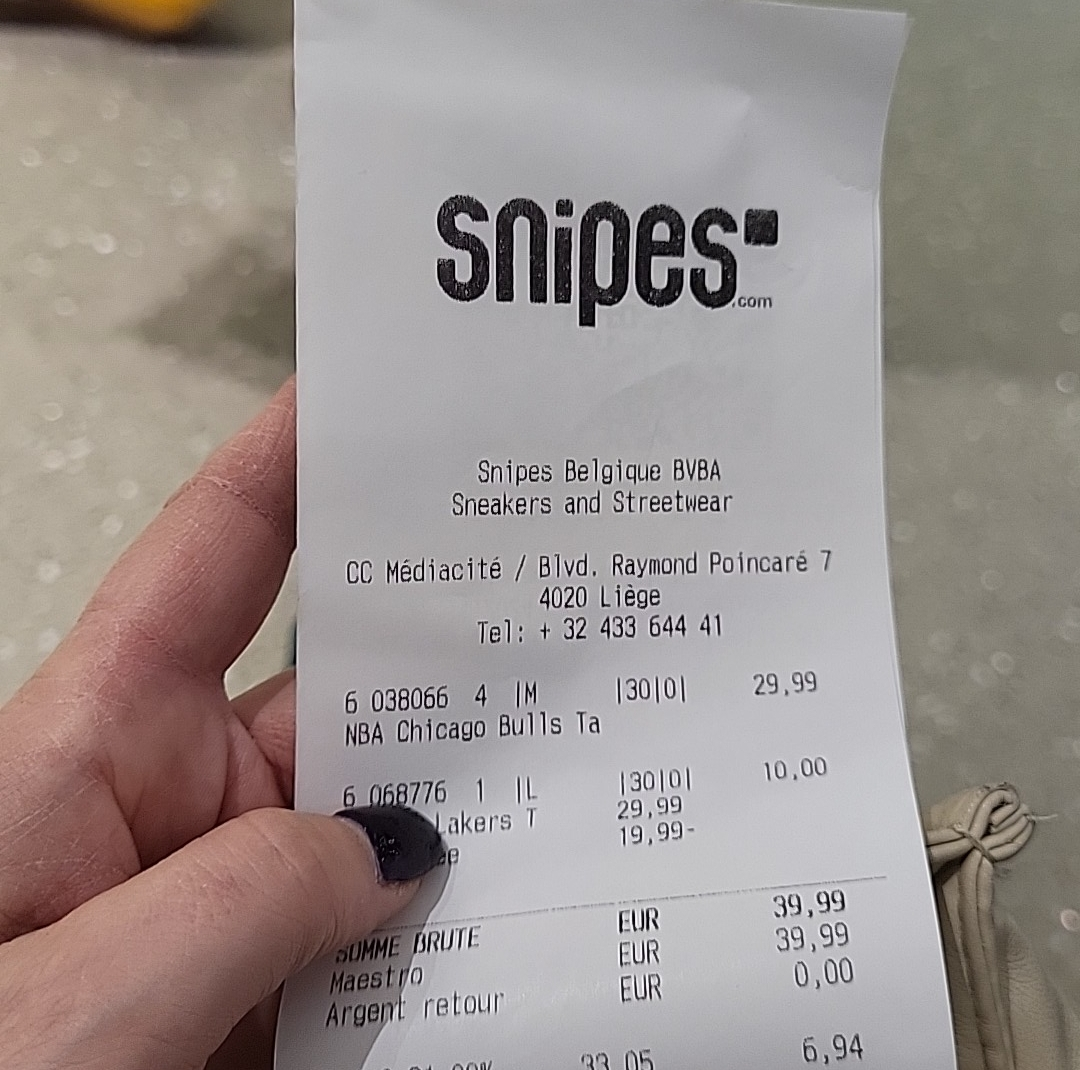 snipes
.com
Snipes Belgique BVBA
Sneakers and Streetwear
CC Médiacité / Blvd. Raymond Poincaré 7
4020 Liège
Tel: + 32 433 644 41
6 038066 4 |M |30|0| 29,99
NBA Chicago Bulls Ta
6 068776 1 |L |30|0| 10,00
Lakers T 29,99
19,99-
SUMME BRUTE EUR 39,99
Maestro EUR 39,99
Argent retour EUR 0,00
33,05 6,94